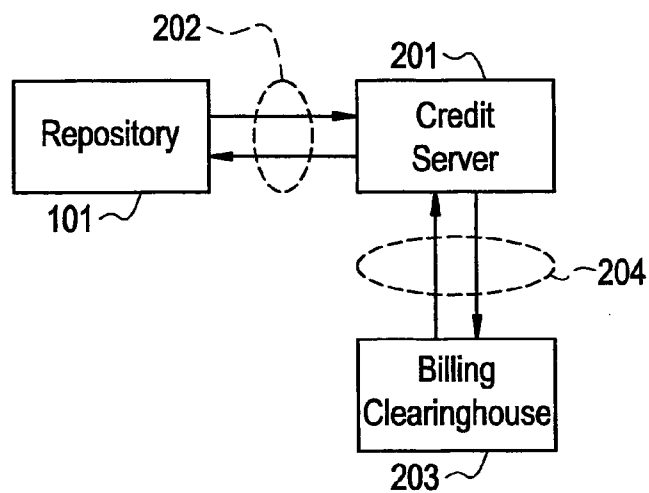 202
201
Repository
Credit
Server
101
204
Billing
Clearinghouse
203